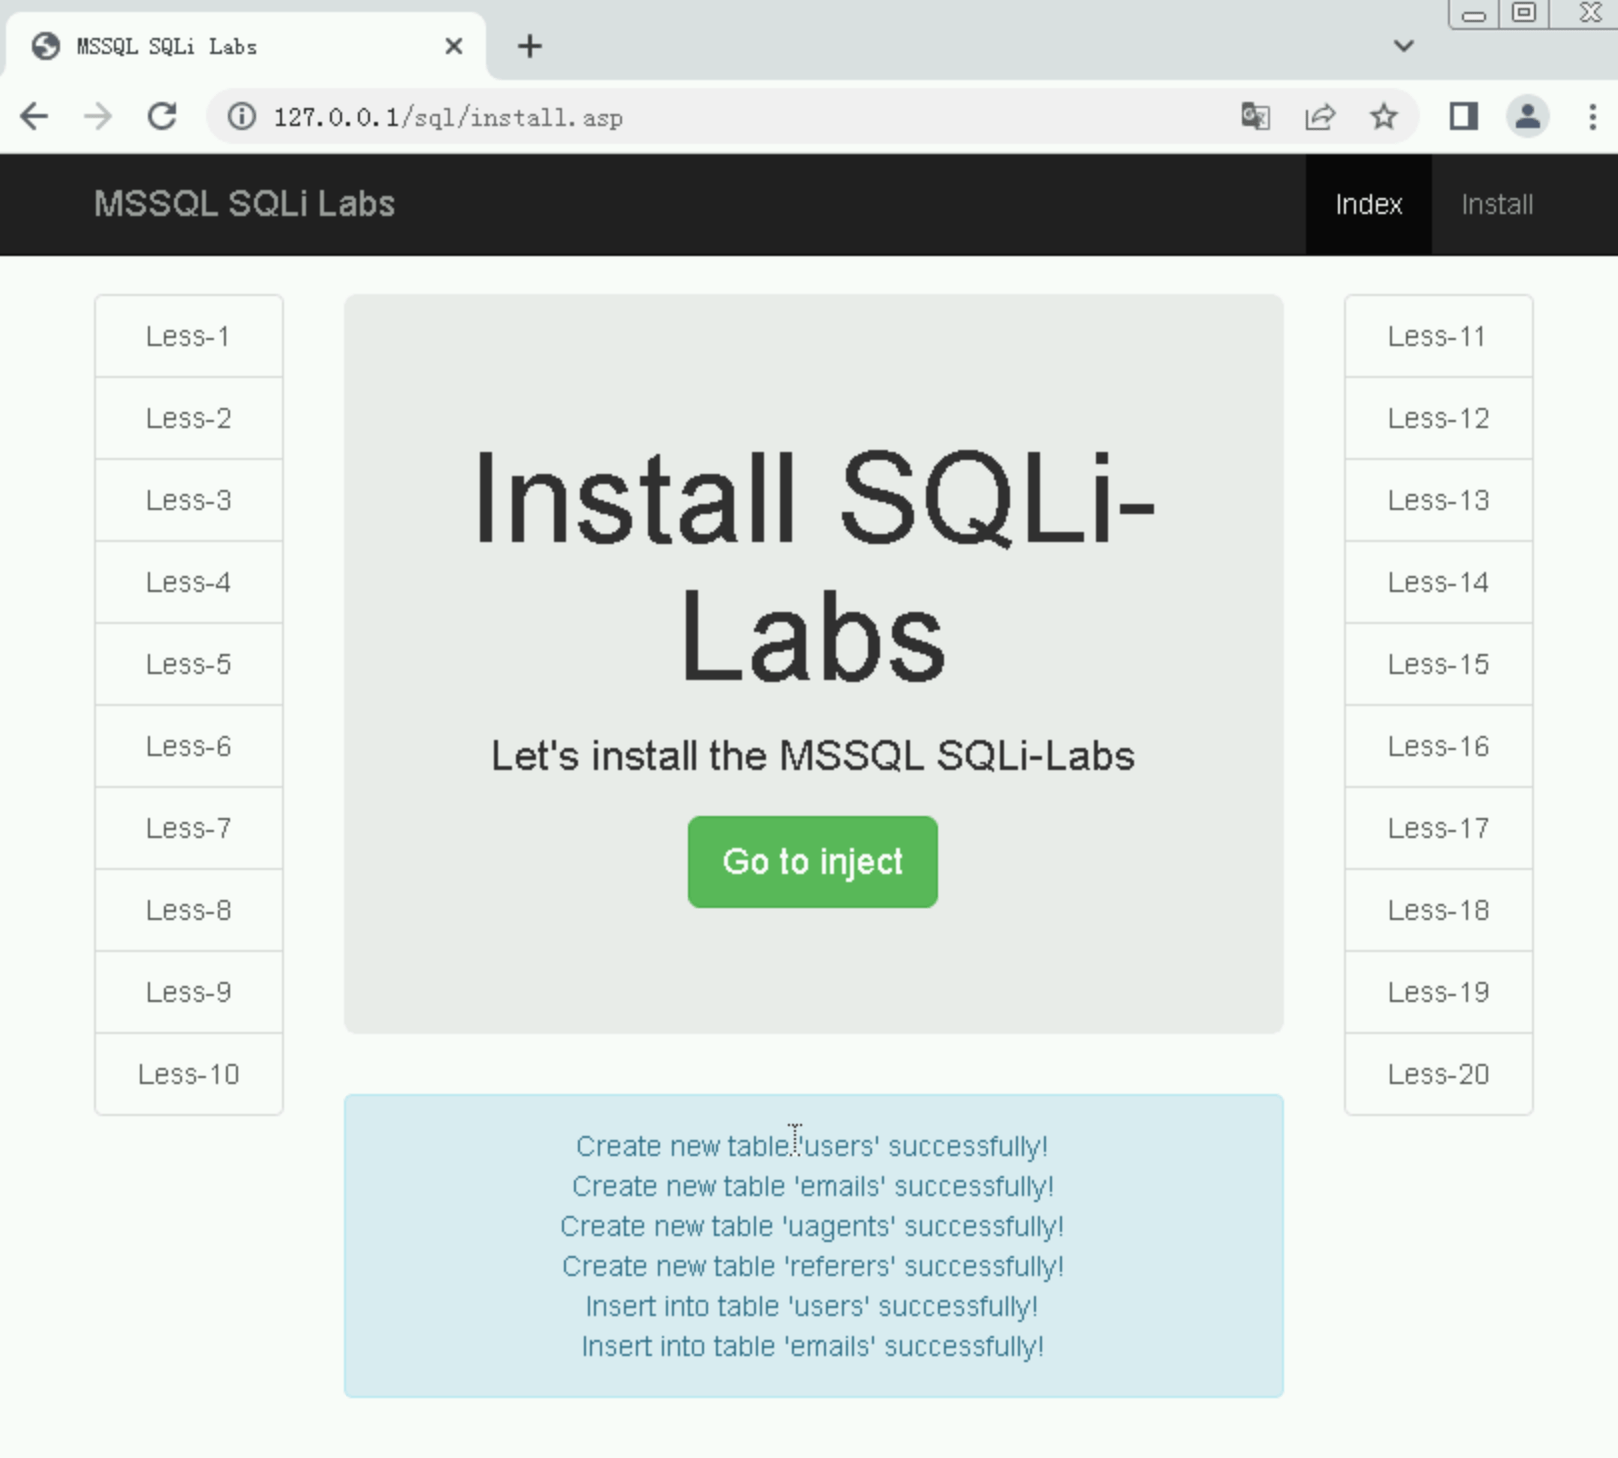 MSSQL SQLi Labs
127.0.0.1/sql/install.asp
MSSQL SQLi Labs
Index
Install
Less-1
Less-2
Less-3
Less-4
Less-5
Less-6
Less-7
Less-8
Less-9
Less-10
Install SQLi-
Labs
Let's install the MSSQL SQLi-Labs
Go to inject
Create new table 'users' successfully!
Create new table 'emails' successfully!
Create new table 'uagents' successfully!
Create new table 'referers' successfully!
Insert into table 'users' successfully!
Insert into table 'emails' successfully!
Less-11
Less-12
Less-13
Less-14
Less-15
Less-16
Less-17
Less-18
Less-19
Less-20